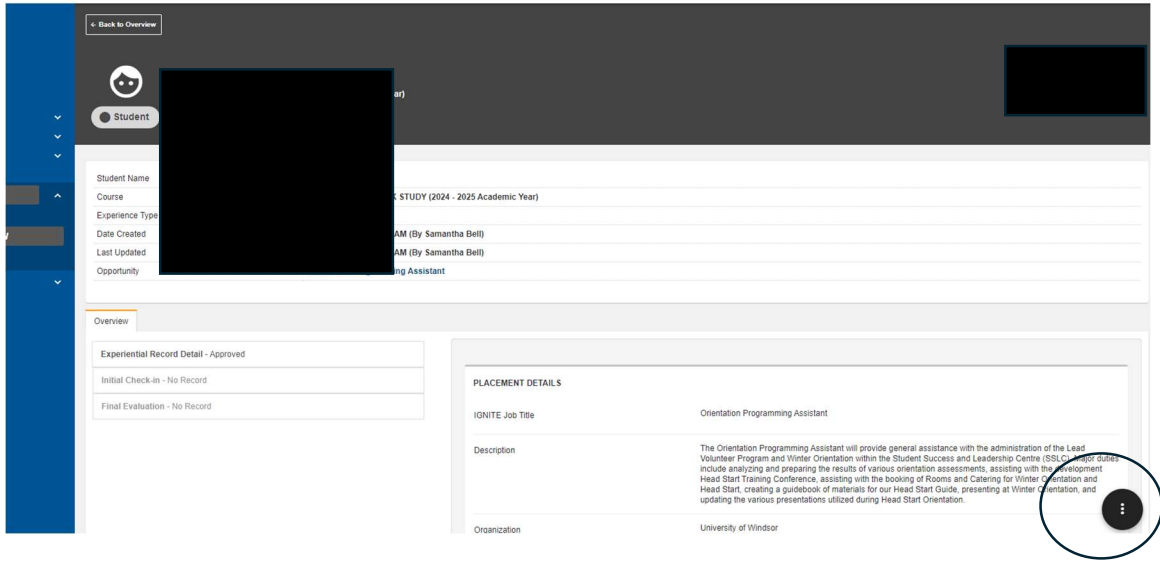 ← Back to Overview
ar)
Student
Student Name
Course STUDY (2024 - 2025 Academic Year)
Experience Type
Date Created AM (By Samantha Bell)
Last Updated AM (By Samantha Bell)
Opportunity Assistant
Overview
Experiential Record Detail - Approved
Initial Check-in - No Record
Final Evaluation - No Record
PLACEMENT DETAILS
IGNITE Job Title Orientation Programming Assistant
Description The Orientation Programming Assistant will provide general assistance with the administration of the Lead
Volunteer Program and Winter Orientation within the Student Success and Leadership Centre (SSLC). Major duties
include analyzing and preparing the results of various orientation assessments, assisting with the development
Head Start Training Conference, assisting with the booking of Rooms and Catering for Winter Orientation and
Head Start, creating a guidebook of materials for our Head Start Guide, presenting at Winter Orientation, and
updating the various presentations utilized during Head Start Orientation.
Organization University of Windsor